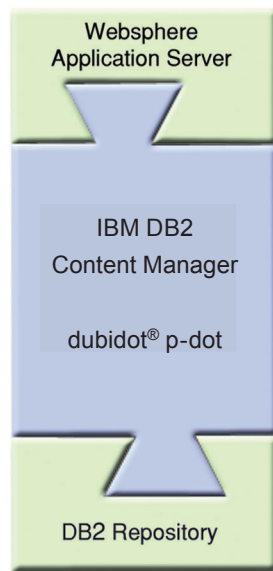 Websphere
Application Server
IBM DB2
Content Manager
dubidot® p-dot
DB2 Repository